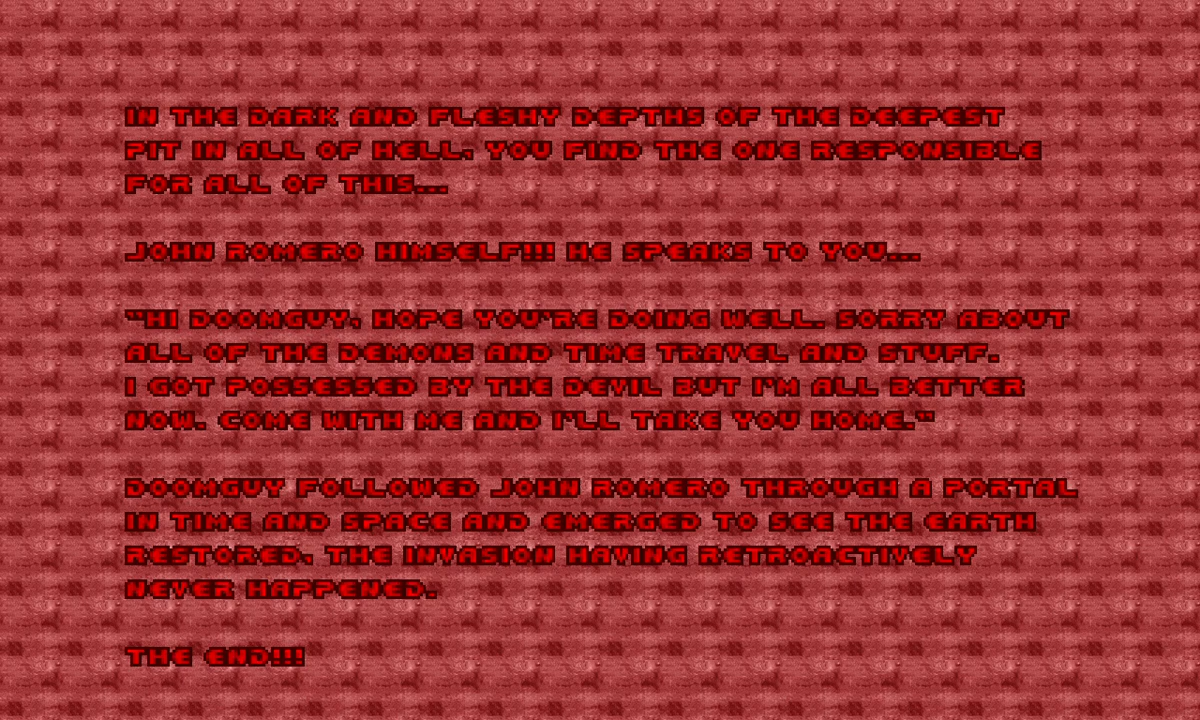 IN THE DARK AND FLESHY DEPTHS OF THE DEEPEST
PIT IN ALL OF HELL, YOU FIND THE ONE RESPONSIBLE
FOR ALL OF THIS...
JOHN ROMERO HIMSELF!!! HE SPEAKS TO YOU...
"HI DOOMGUY, HOPE YOU'RE DOING WELL. SORRY ABOUT
ALL OF THE DEMONS AND TIME TRAVEL AND STUFF.
I GOT POSSESSED BY THE DEVIL BUT I'M ALL BETTER
NOW. COME WITH ME AND I'LL TAKE YOU HOME."
DOOMGUY FOLLOWED JOHN ROMERO THROUGH A PORTAL
IN TIME AND SPACE AND EMERGED TO SEE THE EARTH
RESTORED, THE INVASION HAVING RETROACTIVELY
NEVER HAPPENED.
THE END!!!